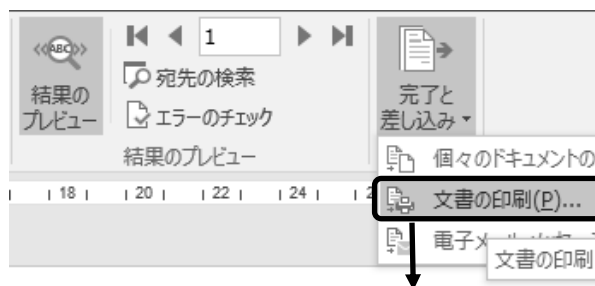 «ABC»
1
宛先の検索
エラーのチェック
結果の
プレビュー
結果のプレビュー
完了と
差し込み
個々のドキュメントの
文書の印刷(P)...
電子メ
文書の印刷
18 20 22 24 2